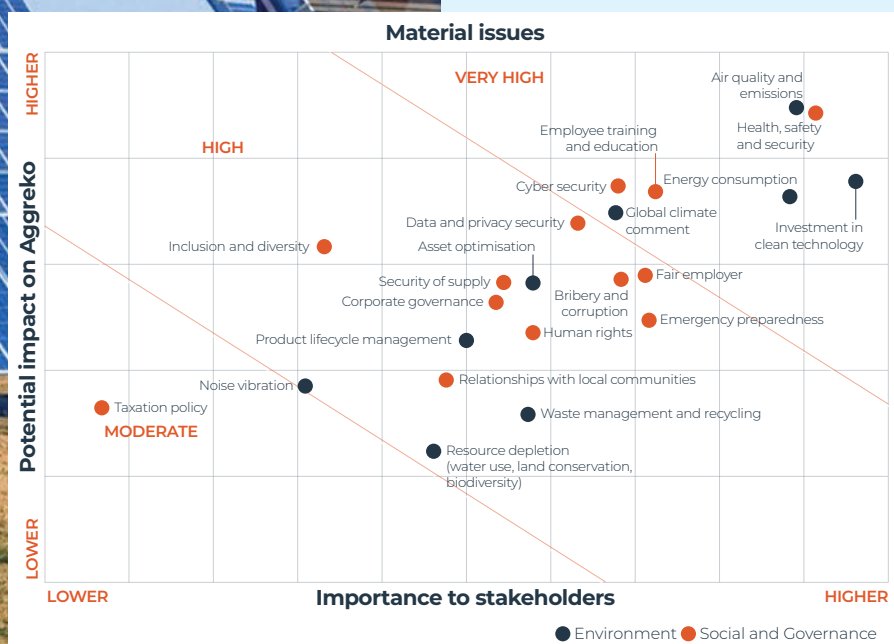 Material issues
HIGHER
VERY HIGH
Air quality and
emissions
Health, safety
and security
Employee training
and education
HIGH
Cyber security
Energy consumption
Global climate
comment
Data and privacy security
Investment in
clean technology
Inclusion and diversity
Asset optimisation
Security of supply
Fair employer
Corporate governance
Bribery and
corruption
Emergency preparedness
Human rights
Product lifecycle management
Relationships with local communities
Noise vibration
Taxation policy
MODERATE
Waste management and recycling
Resource depletion
(water use, land conservation,
biodiversity)
Potential impact on Aggreko
LOWER
LOWER
Importance to stakeholders
HIGHER
Environment
Social and Governance